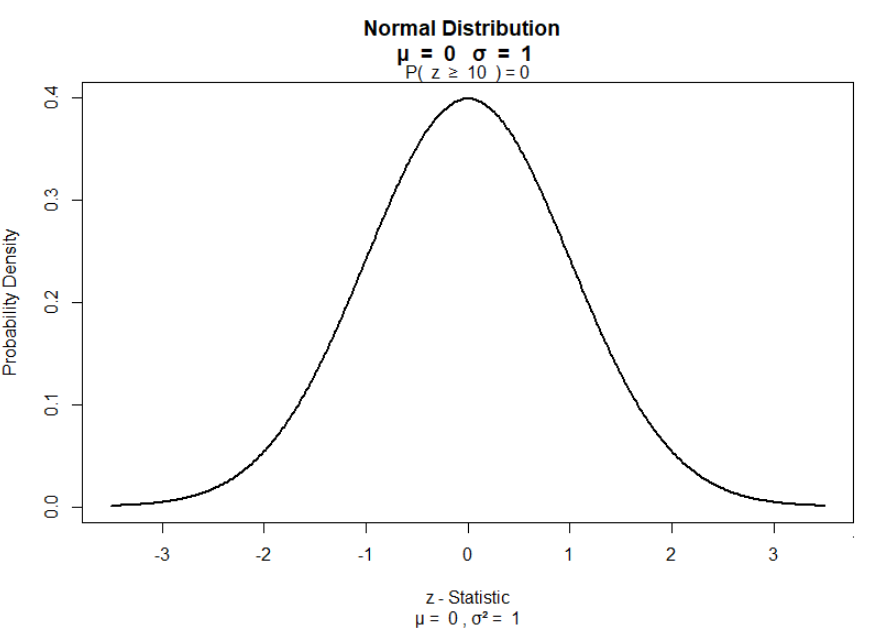 Normal Distribution
μ = 0 σ = 1
P( z ≥ 10 ) = 0
Probability Density
0.4
0.3
0.2
0.1
0.0
-3 -2 -1 0 1 2 3
z - Statistic
μ = 0 , σ² = 1